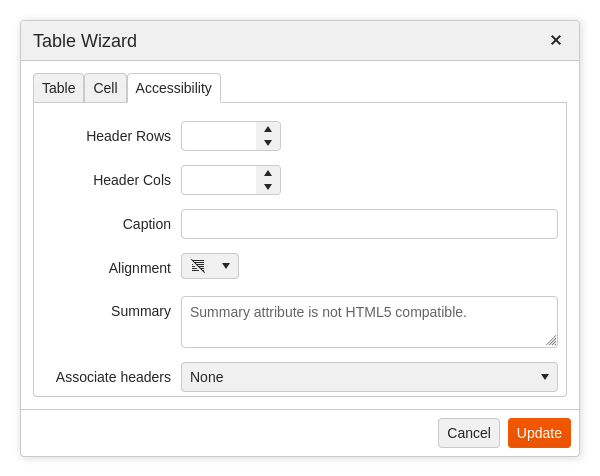 Table Wizard
Table Cell Accessibility
Header Rows
Header Cols
Caption
Alignment
Summary Summary attribute is not HTML5 compatible.
Associate headers None
Cancel Update